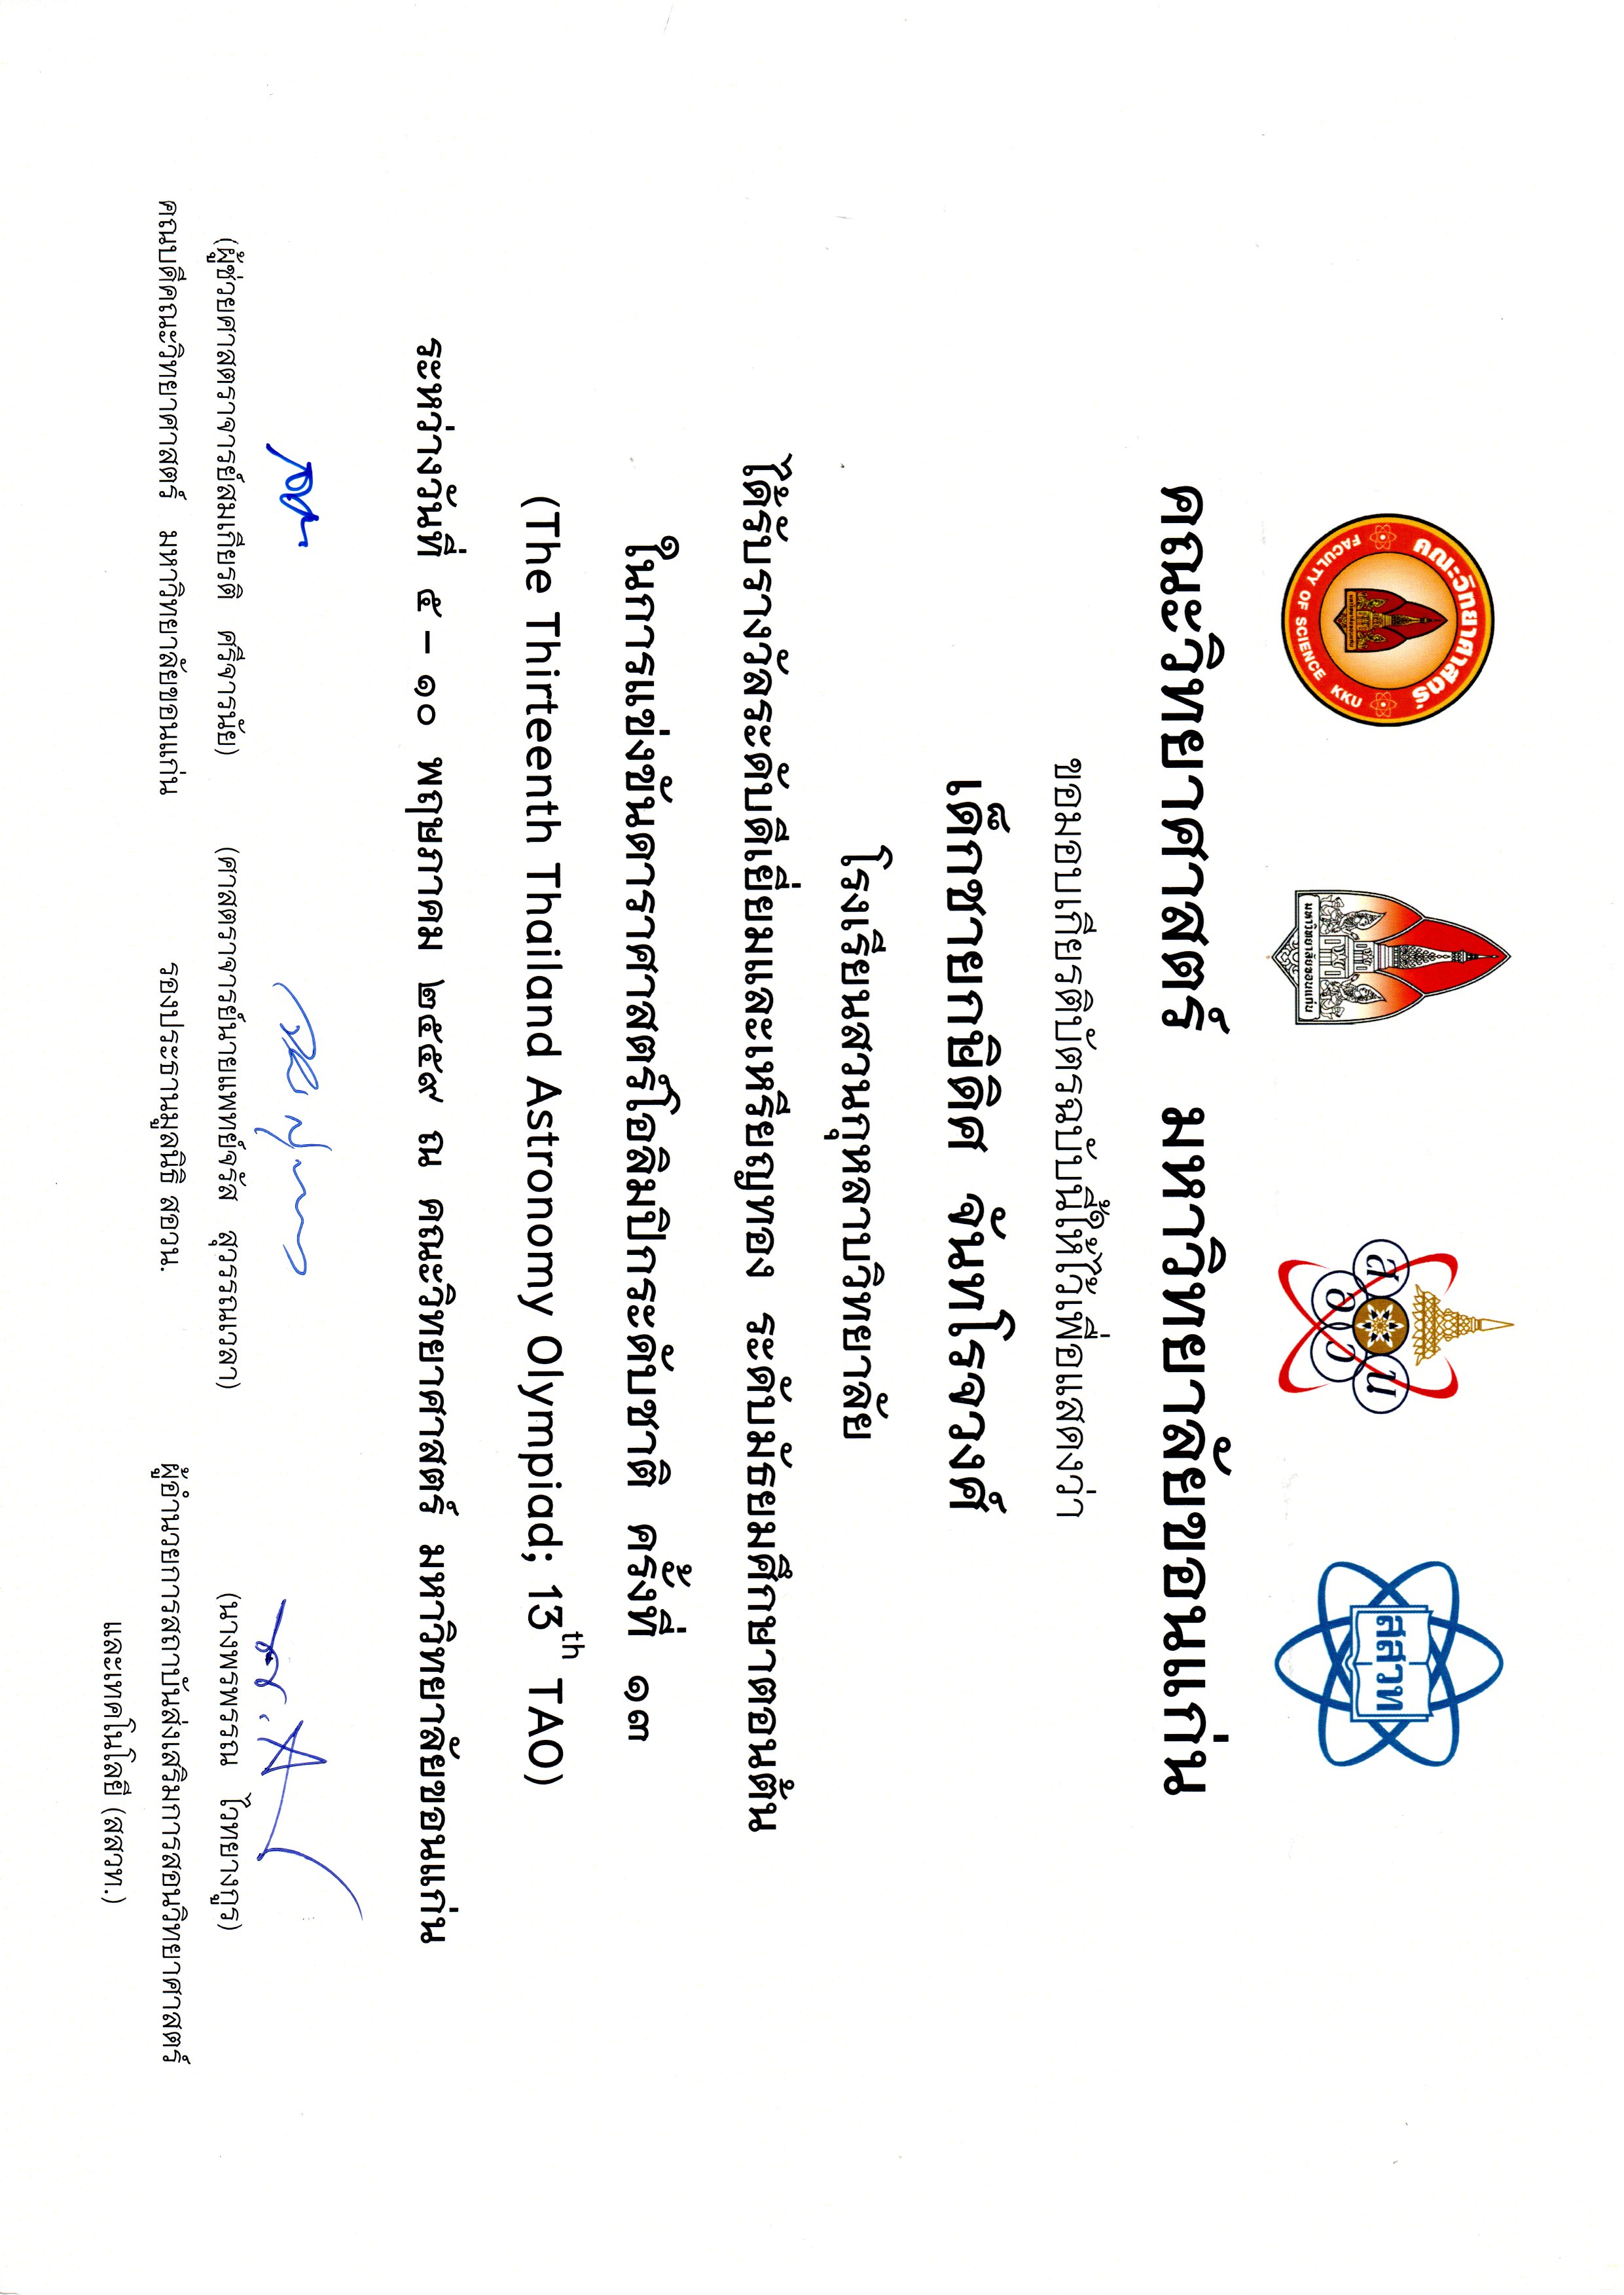 คณะวิทยาศาสตร์
FACULTY OF SCIENCE KKU
มหาวิทยาลัยขอนแก่น
มหาวิทยาลัยขอนแก่น
ส น
อ ว
สสวท
คณะวิทยาศาสตร์ มหาวิทยาลัยขอนแก่น
ขอมอบเกียรติบัตรฉบับนี้ให้ไว้เพื่อแสดงว่า
เด็กชายกษิดิศ จันทโรจวงศ์
โรงเรียนสวนกุหลาบวิทยาลัย
ได้รับรางวัลระดับดีเยี่ยมและเหรียญทอง ระดับมัธยมศึกษาตอนต้น
ในการแข่งขันดาราศาสตร์โอลิมปิกระดับชาติ ครั้งที่ ๑๓
(The Thirteenth Thailand Astronomy Olympiad; 13th TAO)
ระหว่างวันที่ ๕ – ๑๐ พฤษภาคม ๒๕๕๙ ณ คณะวิทยาศาสตร์ มหาวิทยาลัยขอนแก่น
(ผู้ช่วยศาสตราจารย์สมเกียรติ ศรีจารนัย) (ศาสตราจารย์นายแพทย์จรัส สุวรรณเวลา) (นางพรพรรณ ไวทยางกูร)
คณบดีคณะวิทยาศาสตร์ มหาวิทยาลัยขอนแก่น รองประธานมูลนิธิ สอวน. ผู้อำนวยการสถาบันส่งเสริมการสอนวิทยาศาสตร์
และเทคโนโลยี (สสวท.)